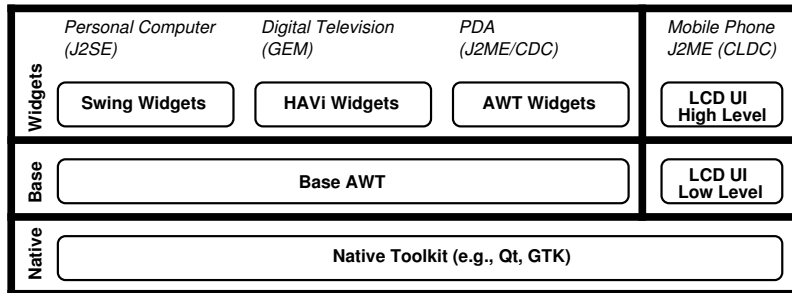 Personal Computer
(J2SE)
Digital Television
(GEM)
PDA
(J2ME/CDC)
Mobile Phone
J2ME (CLDC)
Widgets
Swing Widgets
HAVi Widgets
AWT Widgets
LCD UI
High Level
Base
Base AWT
LCD UI
Low Level
Native
Native Toolkit (e.g., Qt, GTK)